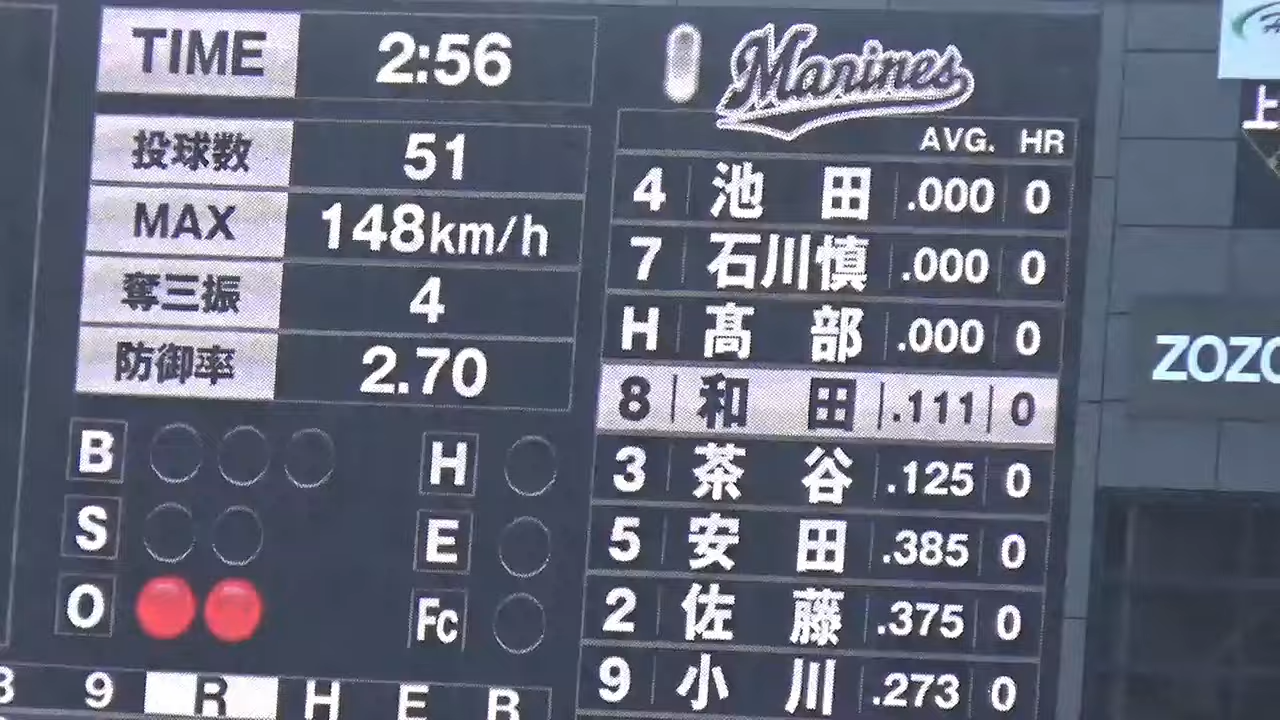 TIME 2:56
投球数 51
MAX 148km/h
奪三振 4
防御率 2.70
B H
S E
O Fc
9 R H E B
Marines
AVG. HR
4 池田 .000 0
7 石川慎 .000 0
H 髙部 .000 0
8 和田 .111 0
3 茶谷 .125 0
5 安田 .385 0
2 佐藤 .375 0
9 小川 .273 0
上
ZOZO